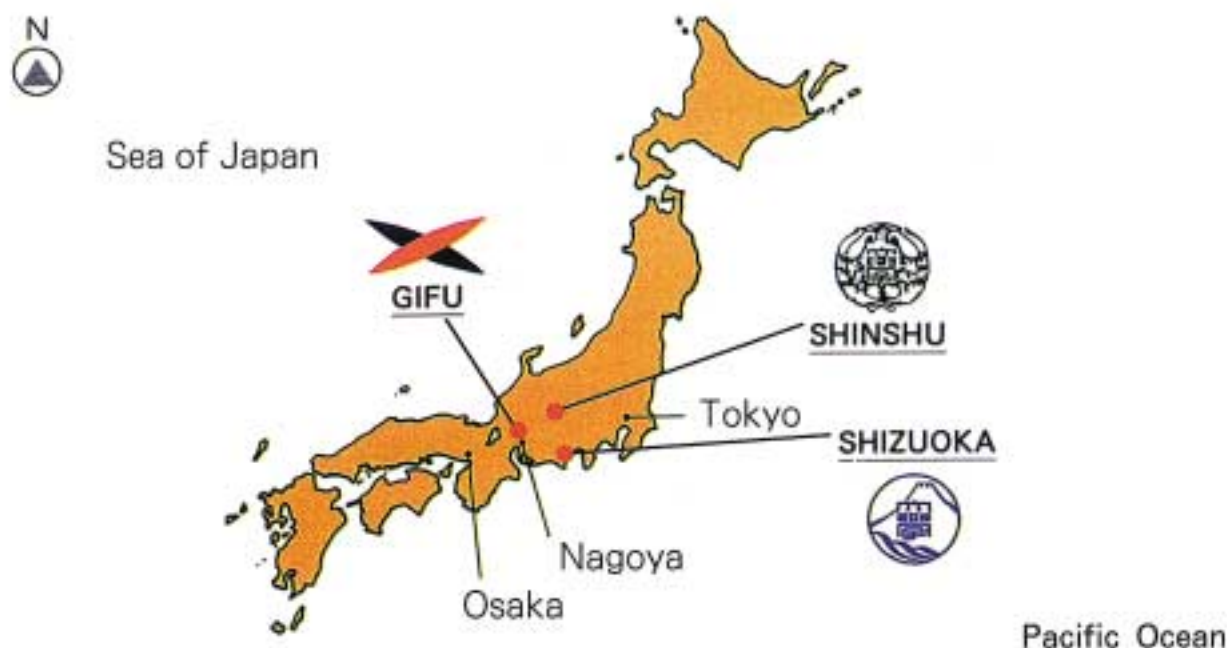 N
Sea of Japan
GIFU
SHINSHU
Tokyo
SHIZUOKA
Nagoya
Osaka
Pacific Ocean